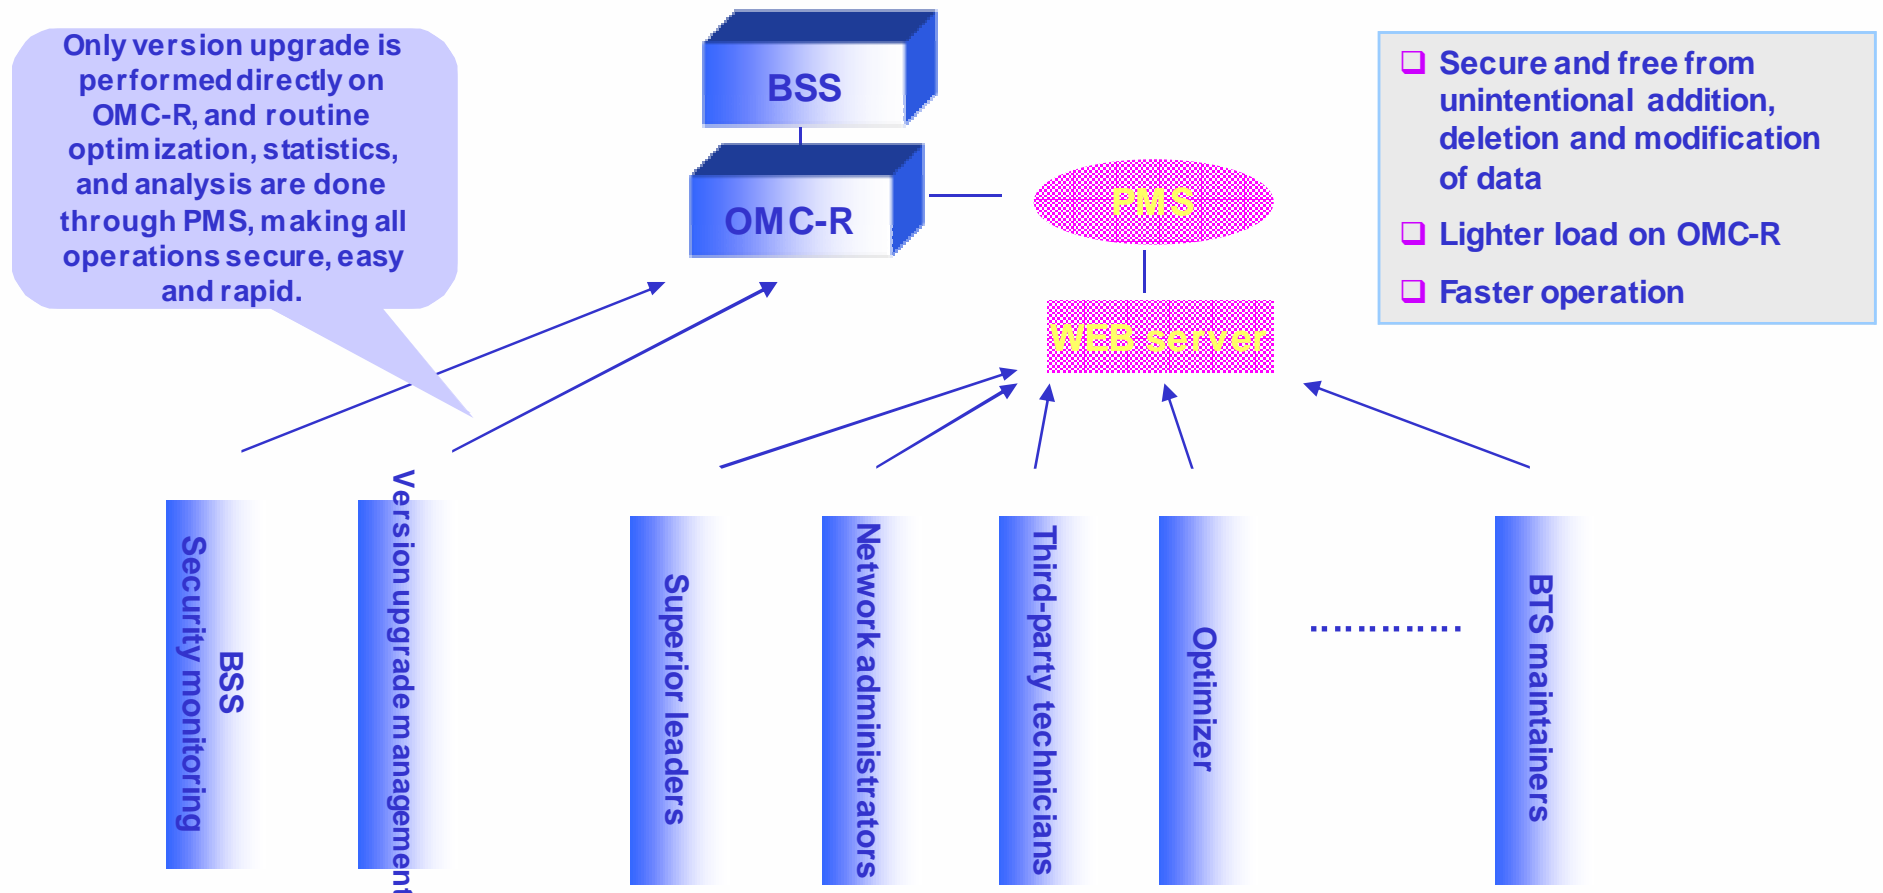 Only version upgrade is
performed directly on
OMC-R, and routine
optimization, statistics,
and analysis are done
through PMS, making all
operations secure, easy
and rapid.
BSS
OMC-R
PMS
WEB server
❑ Secure and free from
unintentional addition,
deletion and modification
of data
❑ Lighter load on OMC-R
❑ Faster operation
BSS
Security monitoring
Version upgrade management
Superior leaders
Network administrators
Third-party technicians
Optimizer
.............
BTS maintainers